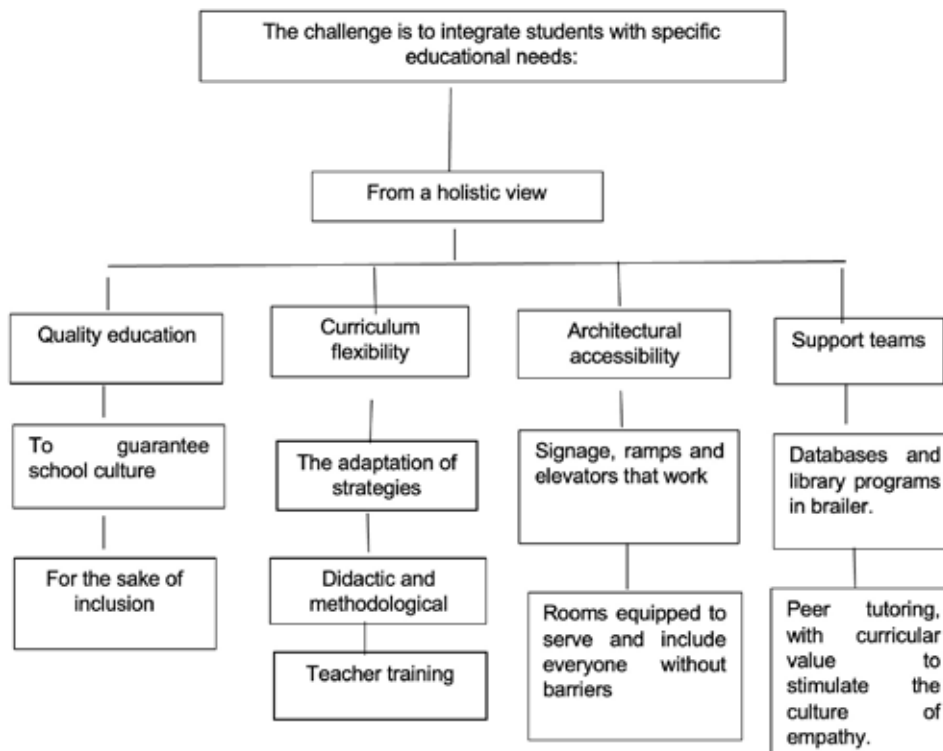 The challenge is to integrate students with specific
educational needs:
From a holistic view
Quality education
To guarantee
school culture
For the sake of
inclusion
Curriculum
flexibility
The adaptation of
strategies
Didactic and
methodological
Teacher training
Architectural
accessibility
Signage, ramps and
elevators that work
Rooms equipped to
serve and include
everyone without
barriers
Support teams
Databases and
library programs
in brailer.
Peer tutoring,
with curricular
value to
stimulate the
culture of
empathy.